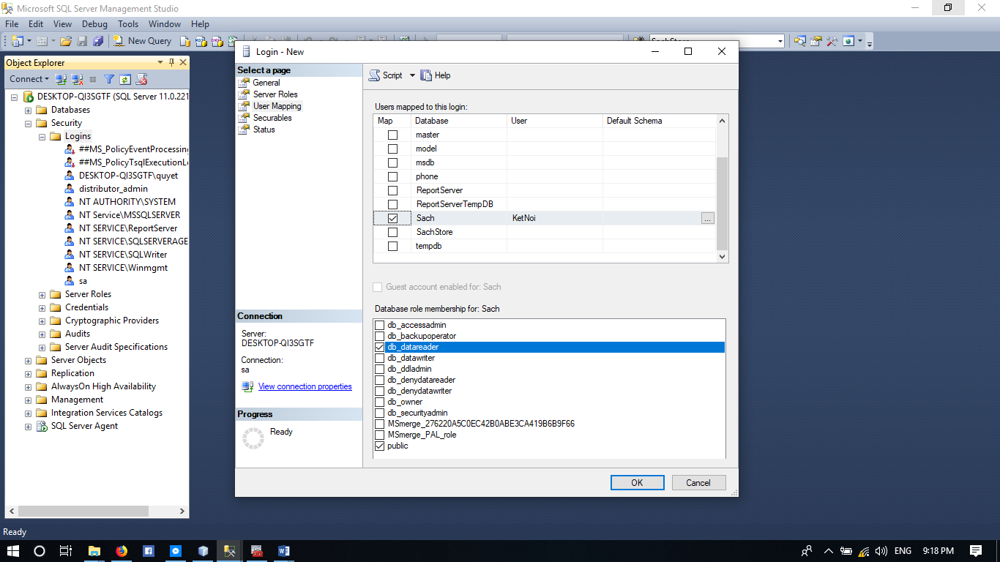 Microsoft SQL Server Management Studio
File Edit View Debug Tools Window Help
New Query
Object Explorer
Connect
DESKTOP-QI3SGTF (SQL Server 11.0.221
Databases
Security
Logins
##MS_PolicyEventProcessing
##MS_PolicyTsqlExecutionLo
DESKTOP-QI3SGTF\quyet
distributor_admin
NT AUTHORITY\SYSTEM
NT Service\MSSQLSERVER
NT SERVICE\ReportServer
NT SERVICE\SQLSERVERAGE
NT SERVICE\SQLWriter
NT SERVICE\Winmgmt
sa
Server Roles
Credentials
Cryptographic Providers
Audits
Server Audit Specifications
Server Objects
Replication
AlwaysOn High Availability
Management
Integration Services Catalogs
SQL Server Agent
Login - New
Select a page
General
Server Roles
User Mapping
Securables
Status
Connection
Server:
DESKTOP-QI3SGTF
Connection:
sa
View connection properties
Progress
Ready
Script Help
Users mapped to this login:
Map Database User Default Schema
master
model
msdb
phone
ReportServer
ReportServerTempDB
Sach KetNoi ...
SachStore
tempdb
Guest account enabled for: Sach
Database role membership for: Sach
db_accessadmin
db_backupoperator
db_datareader
db_datawriter
db_ddladmin
db_denydatareader
db_denydatawriter
db_owner
db_securityadmin
MSmerge_276220A5C0EC42B0ABE3CA419B6B9F66
MSmerge_PAL_role
public
OK Cancel
Ready
ENG 9:18 PM